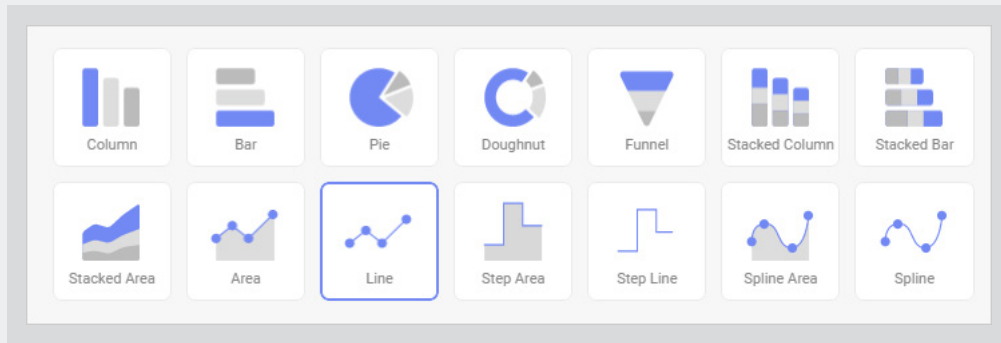 Column
Bar
Pie
Doughnut
Funnel
Stacked Column
Stacked Bar
Stacked Area
Area
Line
Step Area
Step Line
Spline Area
Spline